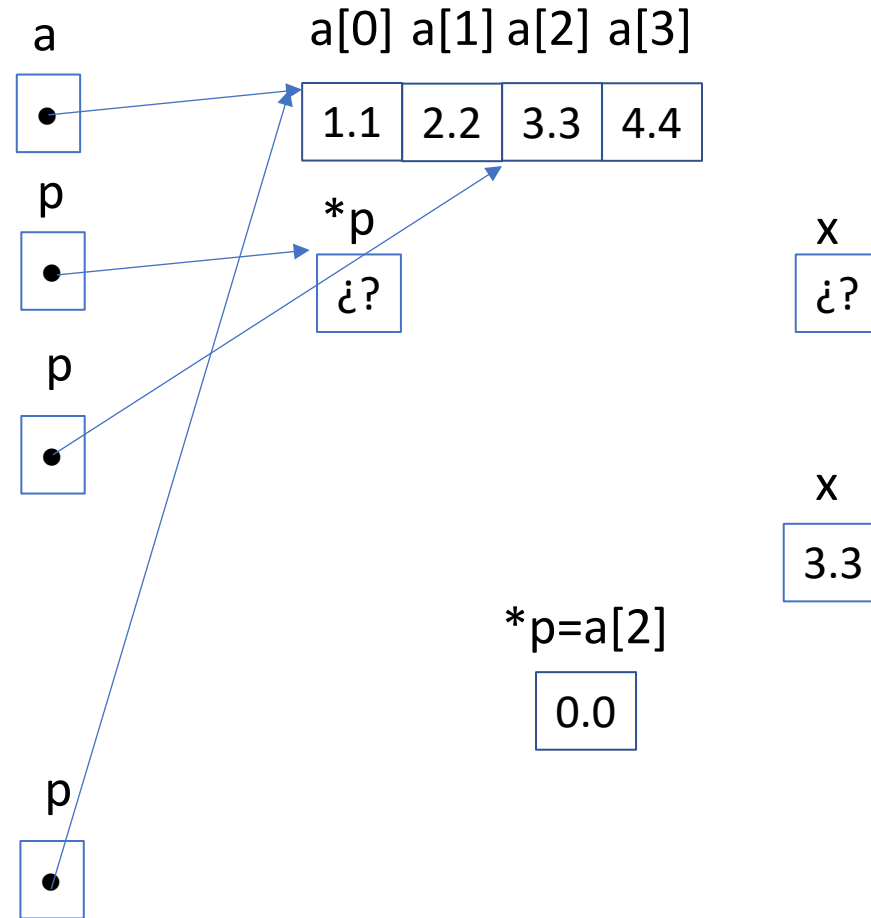 a
a[0] a[1] a[2] a[3]
1.1 2.2 3.3 4.4
p
*p
x
¿?
¿?
p
x
3.3
*p=a[2]
0.0
p